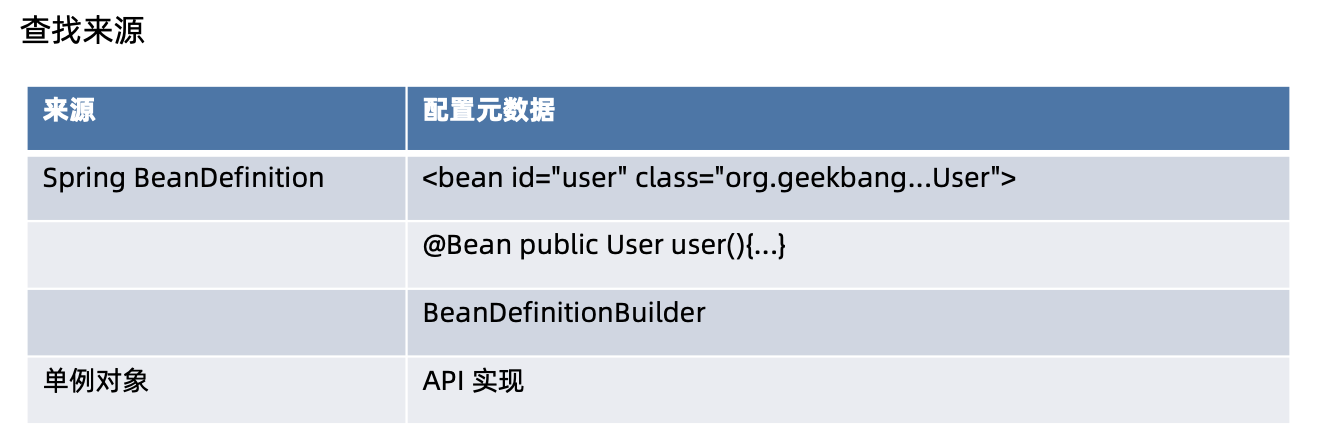 查找来源
来源 配置元数据
Spring BeanDefinition <bean id="user" class="org.geekbang...User">
@Bean public User user(){...}
BeanDefinitionBuilder
单例对象 API 实现